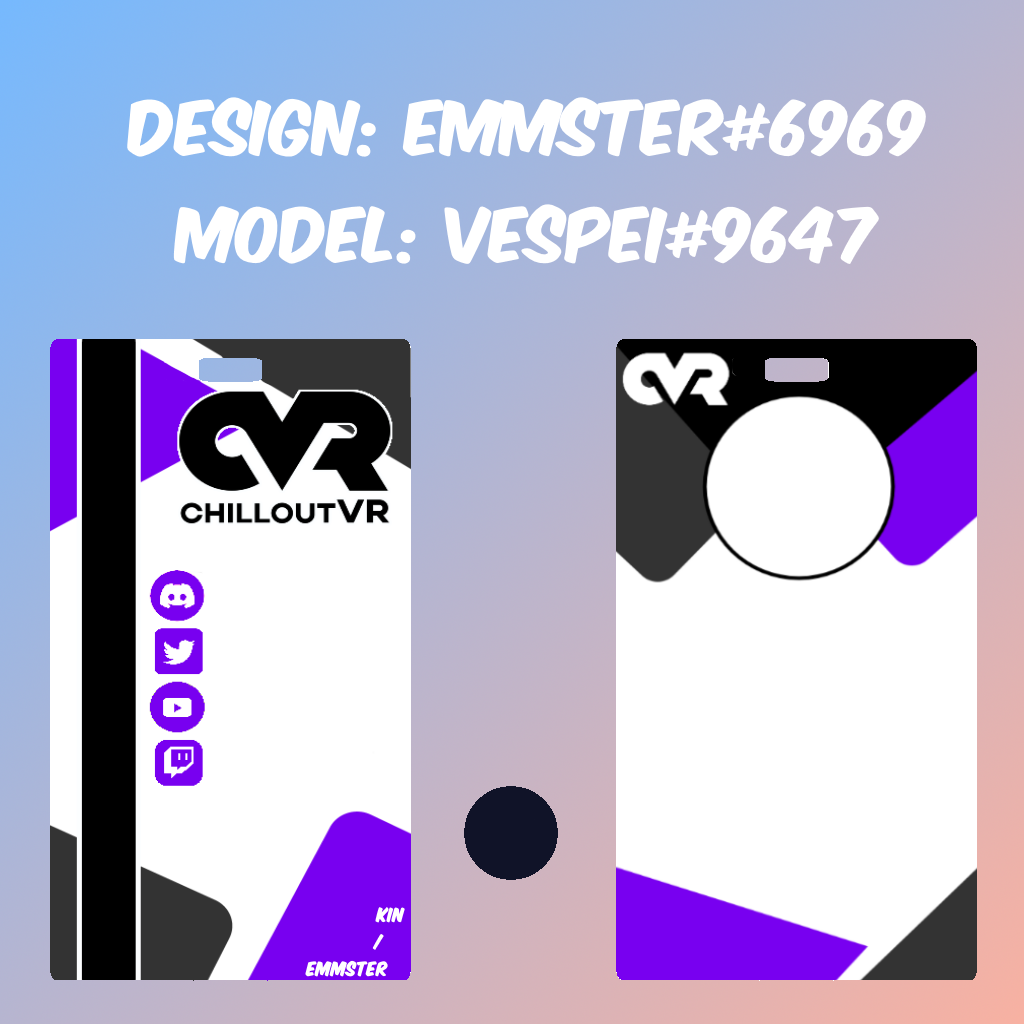 DESIGN: EMMSTER#6969
MODEL: VESPEI#9647
CVR
CHILLOUTVR
KIN
/
EMMSTER
CVR